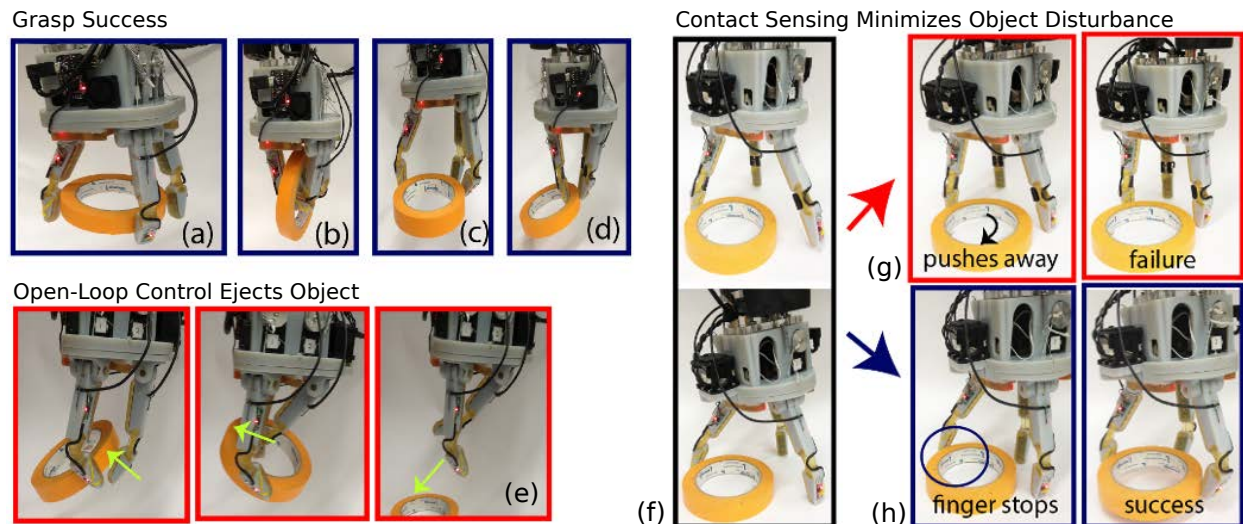 Grasp Success
(a)
(b)
(c)
(d)
Open-Loop Control Ejects Object
(e)
Contact Sensing Minimizes Object Disturbance
(f)
(g)
pushes away
failure
(h)
finger stops
success